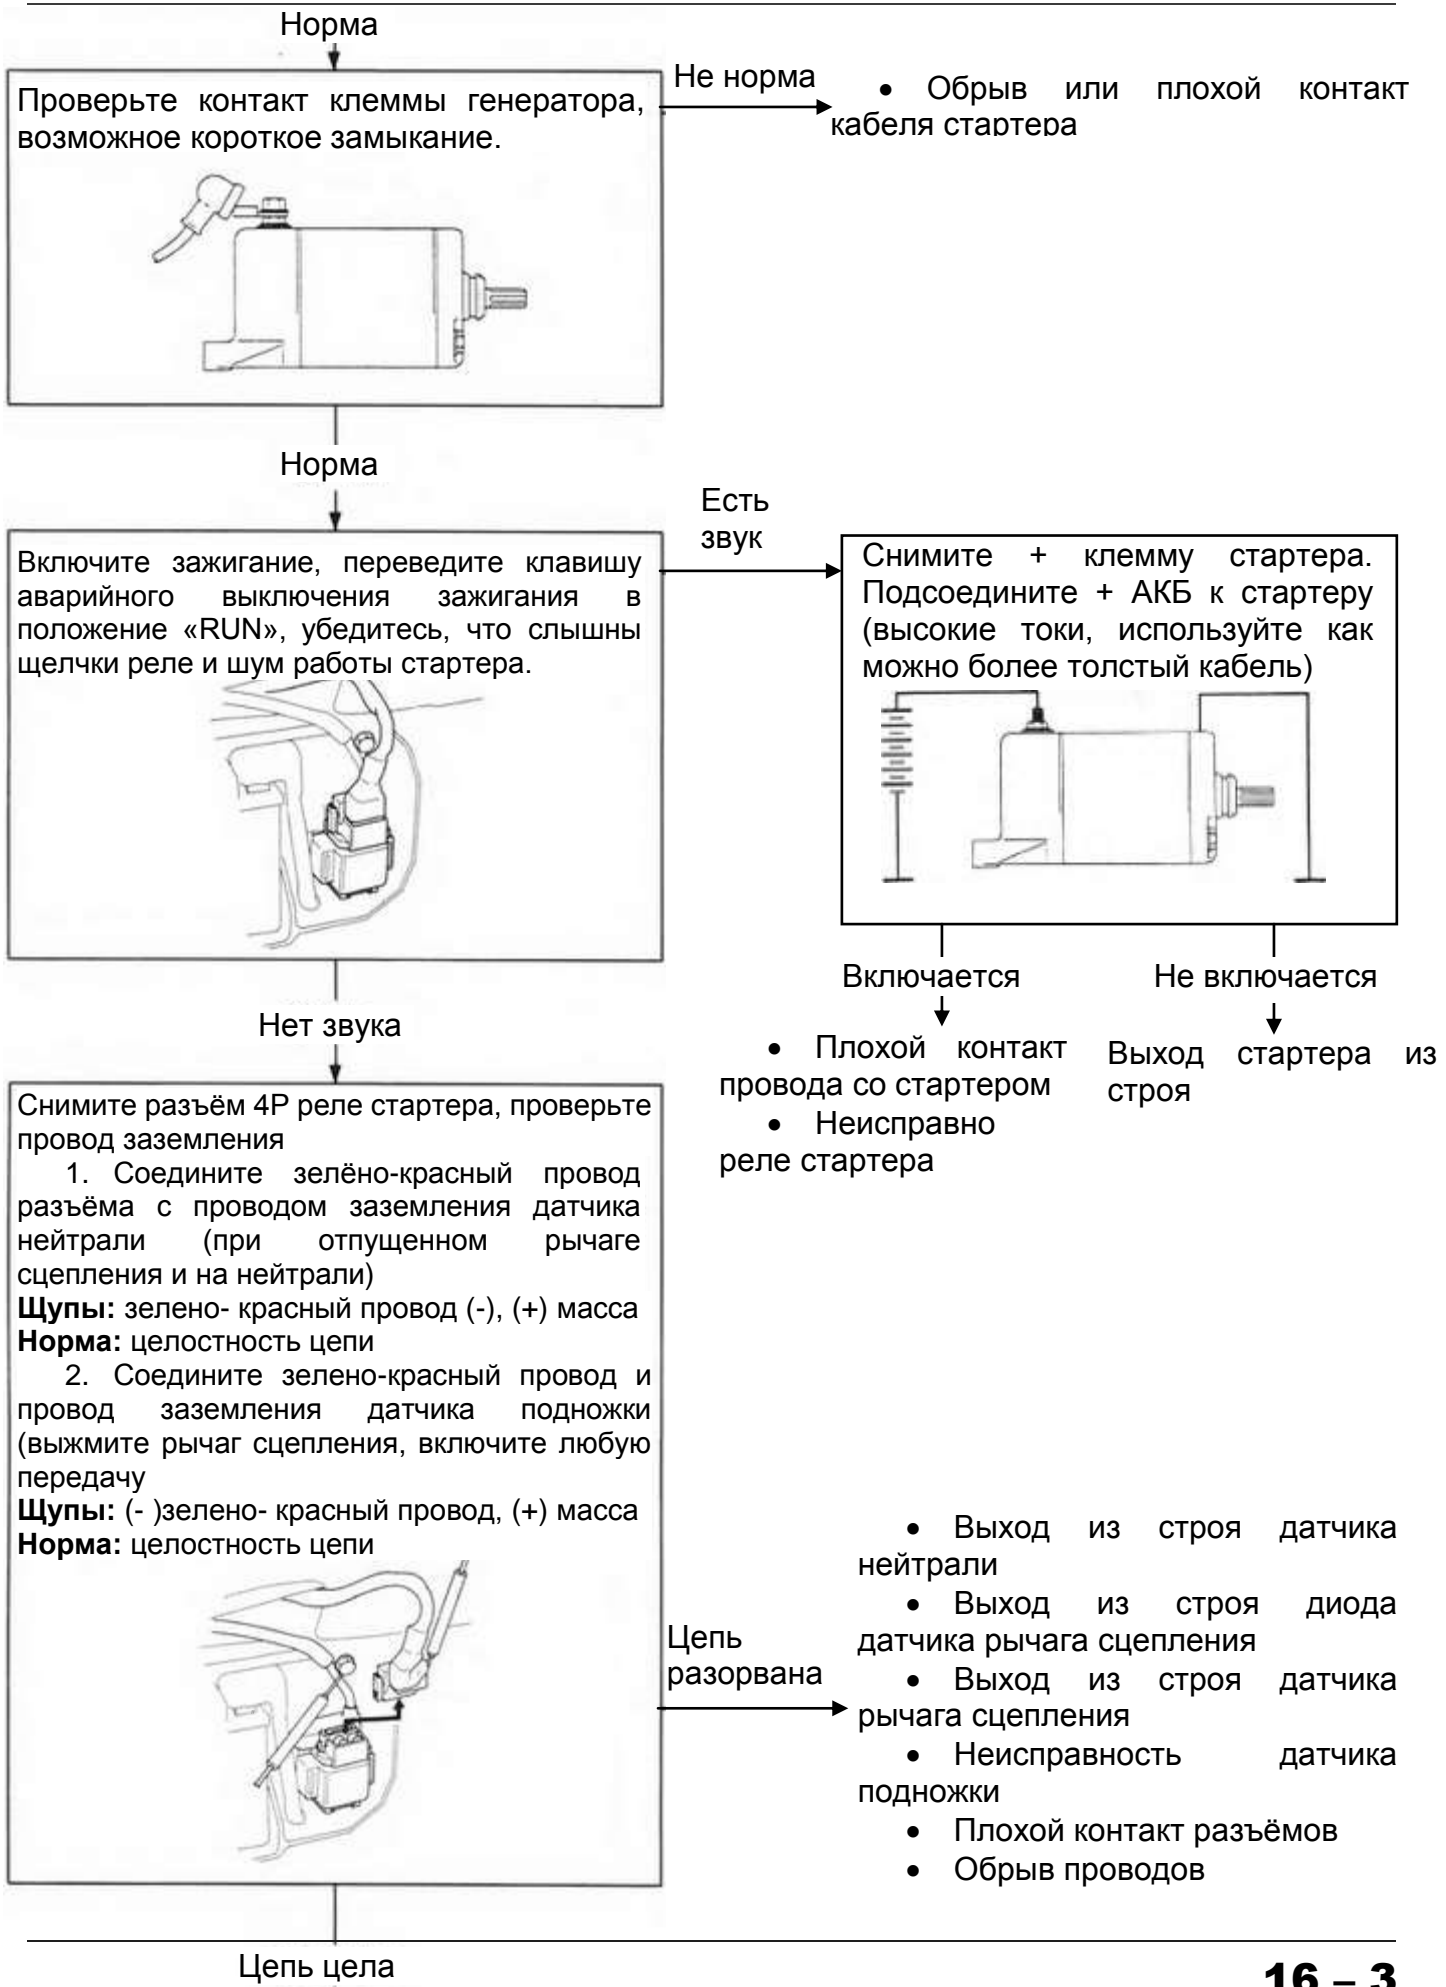 Норма
Проверьте контакт клеммы генератора,
возможное короткое замыкание.
Не норма
• Обрыв или плохой контакт
кабеля стартера
Норма
Включите зажигание, переведите клавишу
аварийного выключения зажигания в
положение «RUN», убедитесь, что слышны
щелчки реле и шум работы стартера.
Есть
звук
Снимите + клемму стартера.
Подсоедините + АКБ к стартеру
(высокие токи, используйте как
можно более толстый кабель)
Включается
Не включается
• Плохой контакт
провода со стартером
• Неисправно
реле стартера
Выход стартера из
строя
Нет звука
Снимите разъём 4Р реле стартера, проверьте
провод заземления
1. Соедините зелёно-красный провод
разъёма с проводом заземления датчика
нейтрали (при отпущенном рычаге
сцепления и на нейтрали)
Щупы: зелено- красный провод (-), (+) масса
Норма: целостность цепи
2. Соедините зелено-красный провод и
провод заземления датчика подножки
(выжмите рычаг сцепления, включите любую
передачу
Щупы: (- )зелено- красный провод, (+) масса
Норма: целостность цепи
Цепь
разорвана
• Выход из строя датчика
нейтрали
• Выход из строя диода
датчика рычага сцепления
• Выход из строя датчика
рычага сцепления
• Неисправность датчика
подножки
• Плохой контакт разъёмов
• Обрыв проводов
Цепь цела
16 – 3